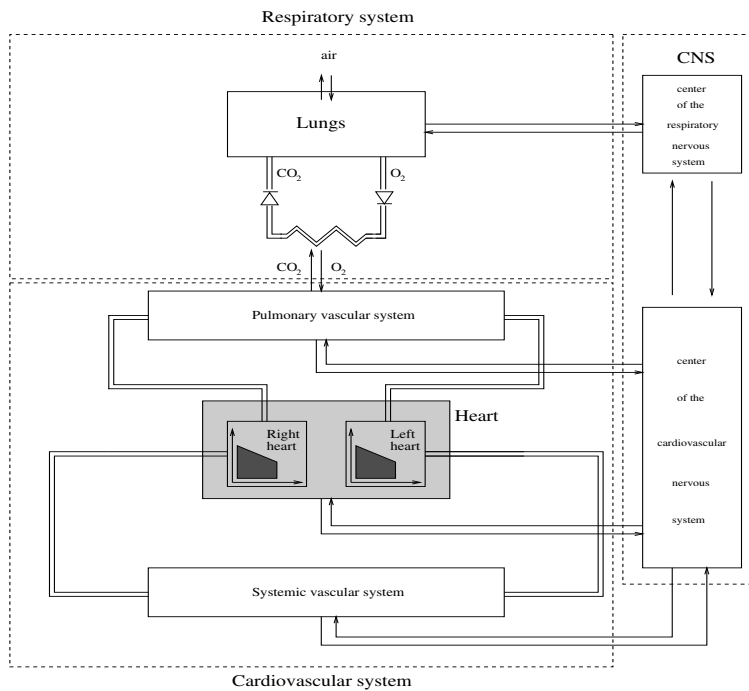 Respiratory system
air
Lungs
CO2
O2
CO2
O2
CNS
center
of the
respiratory
nervous
system
Pulmonary vascular system
Heart
Right
heart
Left
heart
center
of the
cardiovascular
nervous
system
Systemic vascular system
Cardiovascular system